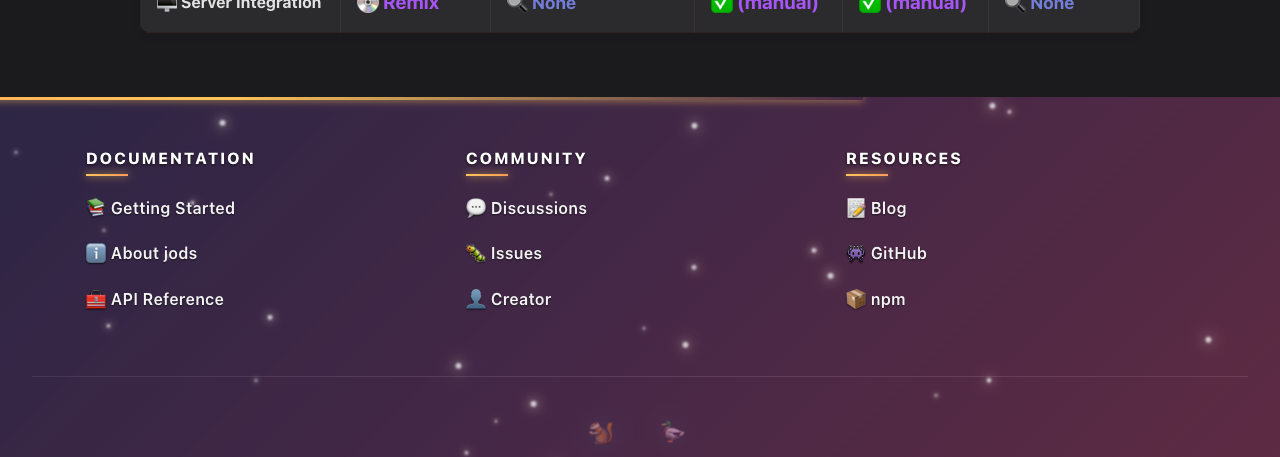 Server Integration Remix None (manual) (manual) None
DOCUMENTATION COMMUNITY RESOURCES
Getting Started Discussions Blog
About jods Issues GitHub
API Reference Creator npm